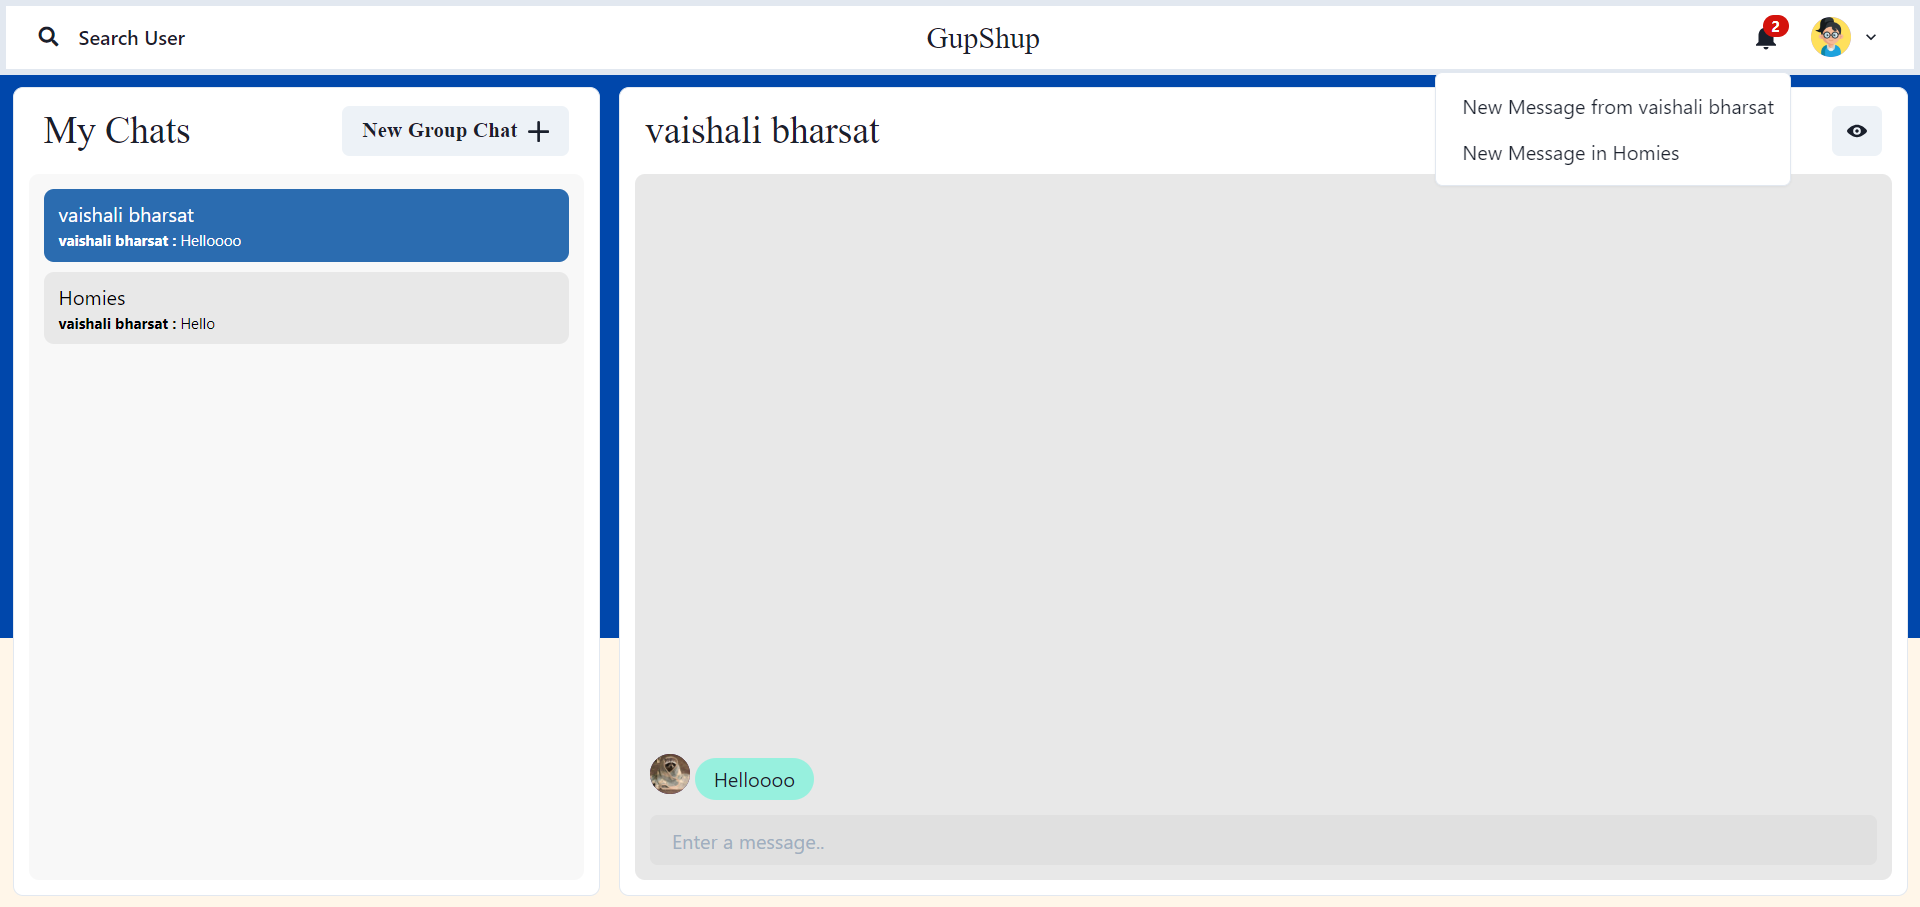 Search User
GupShup
2
New Message from vaishali bharsat
New Message in Homies
My Chats
New Group Chat
vaishali bharsat
vaishali bharsat : Helloooo
Homies
vaishali bharsat : Hello
vaishali bharsat
Helloooo
Enter a message..